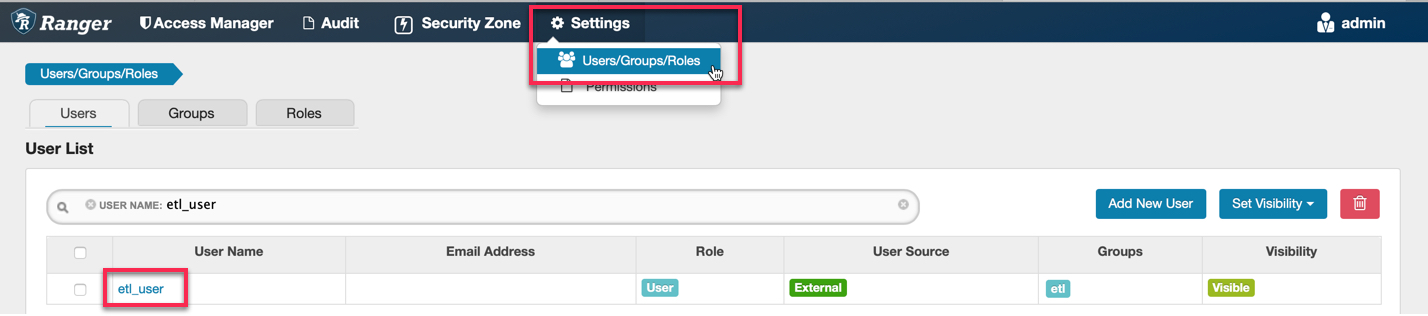 Ranger Access Manager Audit Security Zone Settings admin
Users/Groups/Roles
Permissions
Users/Groups/Roles
Users Groups Roles
User List
USER NAME: etl_user Add New User Set Visibility
User Name Email Address Role User Source Groups Visibility
etl_user User External etl Visible